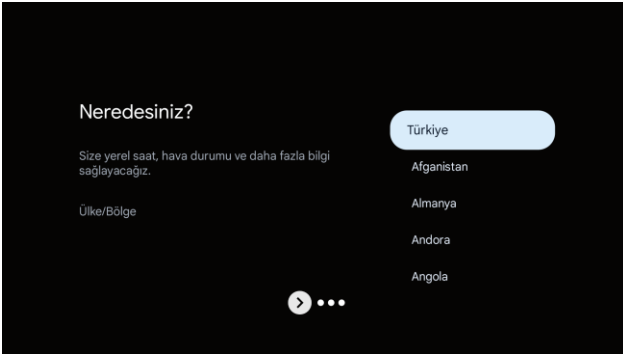 Neredesiniz?
Size yerel saat, hava durumu ve daha fazla bilgi
sağlayacağız.
Ülke/Bölge
Türkiye
Afganistan
Almanya
Andora
Angola